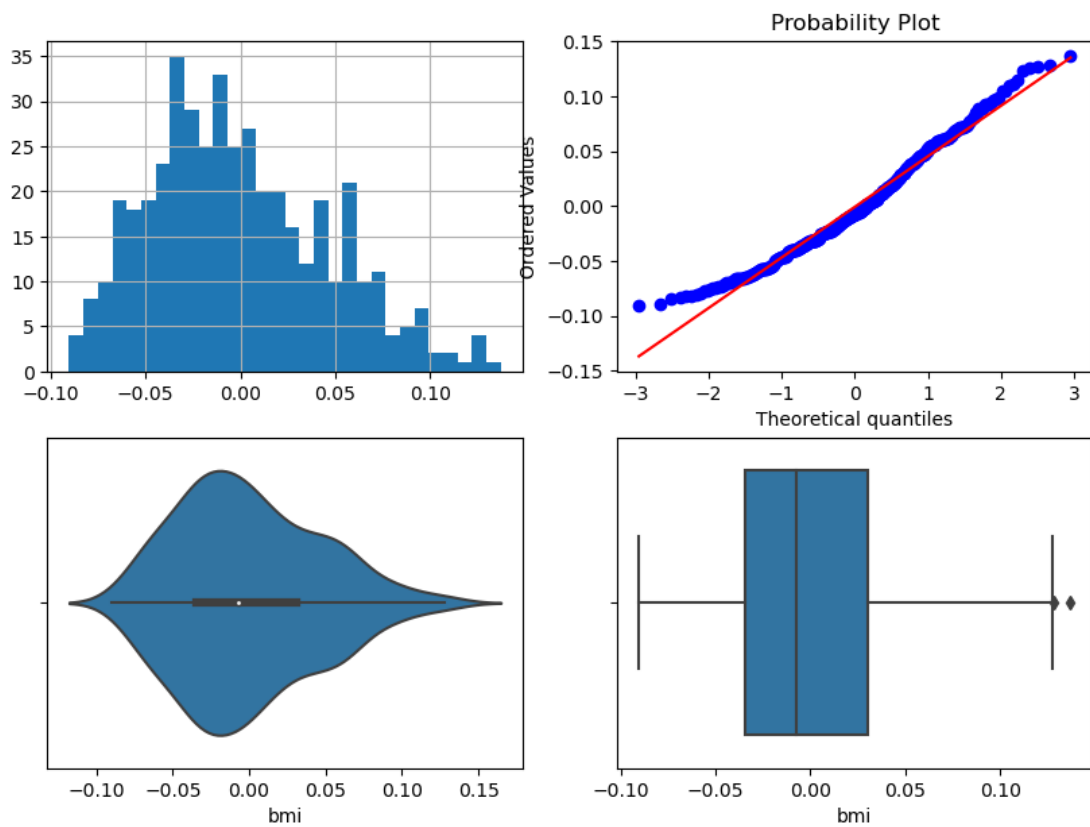 35
30
25
20
15
10
5
0
−0.10 −0.05 0.00 0.05 0.10
Probability Plot
Ordered Values
0.15
0.10
0.05
0.00
−0.05
−0.10
−0.15
−3 −2 −1 0 1 2 3
Theoretical quantiles
−0.10 −0.05 0.00 0.05 0.10 0.15
bmi
−0.10 −0.05 0.00 0.05 0.10
bmi